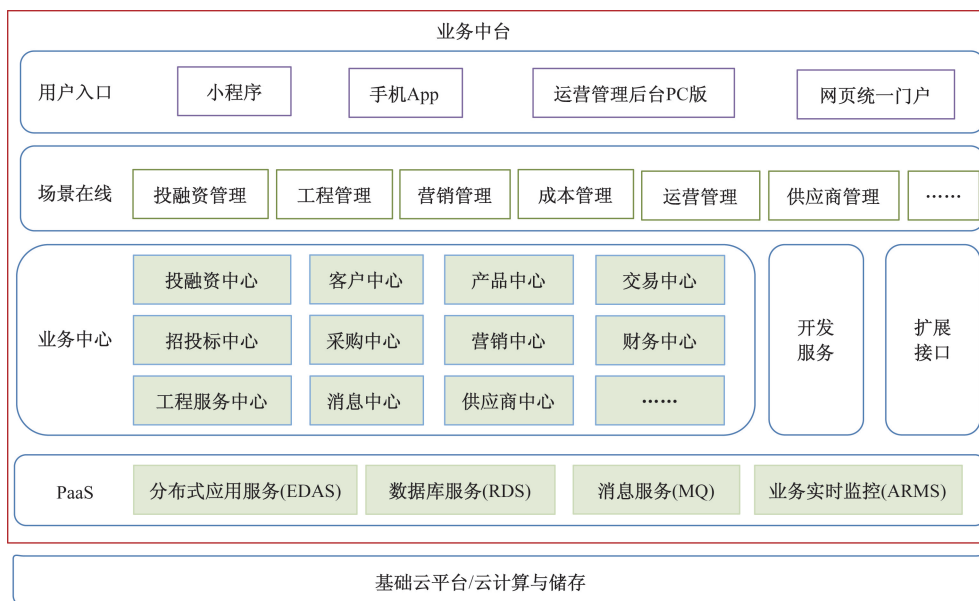 业务中台
用户入口
小程序
手机App
运营管理后台PC版
网页统一门户
场景在线
投融资管理
工程管理
营销管理
成本管理
运营管理
供应商管理
……
业务中心
投融资中心
客户中心
产品中心
交易中心
招投标中心
采购中心
营销中心
财务中心
工程服务中心
消息中心
供应商中心
……
开发
服务
扩展
接口
PaaS
分布式应用服务(EDAS)
数据库服务(RDS)
消息服务(MQ)
业务实时监控(ARMS)
基础云平台/云计算与储存